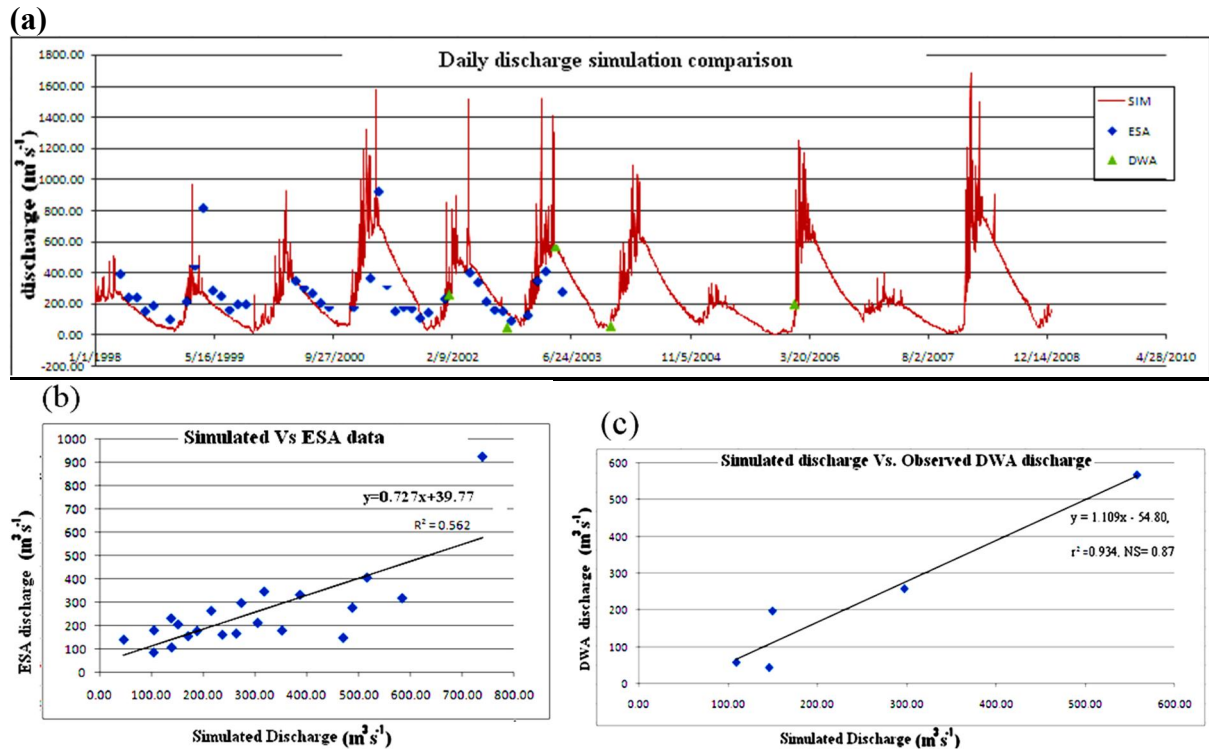 (a)
Daily discharge simulation comparison
discharge (m³s⁻¹)
1800.00
1600.00
1400.00
1200.00
1000.00
800.00
600.00
400.00
200.00
0.00
-200.00
1/1/1998 5/16/1999 9/27/2000 2/9/2002 6/24/2003 11/5/2004 3/20/2006 8/2/2007 12/14/2008 4/28/2010
SIM
ESA
DWA
(b)
Simulated Vs ESA data
ESA discharge (m³s⁻¹)
1000
900
800
700
600
500
400
300
200
100
0
y=0.727x+39.77
R² = 0.562
0.00 100.00 200.00 300.00 400.00 500.00 600.00 700.00 800.00
Simulated Discharge (m³s⁻¹)
(c)
Simulated discharge Vs. Observed DWA discharge
DWA discharge (m³s⁻¹)
600
500
400
300
200
100
0
y = 1.109x - 54.80,
r² =0.934, NS= 0.87
0.00 100.00 200.00 300.00 400.00 500.00 600.00
Simulated Discharge (m³s⁻¹)